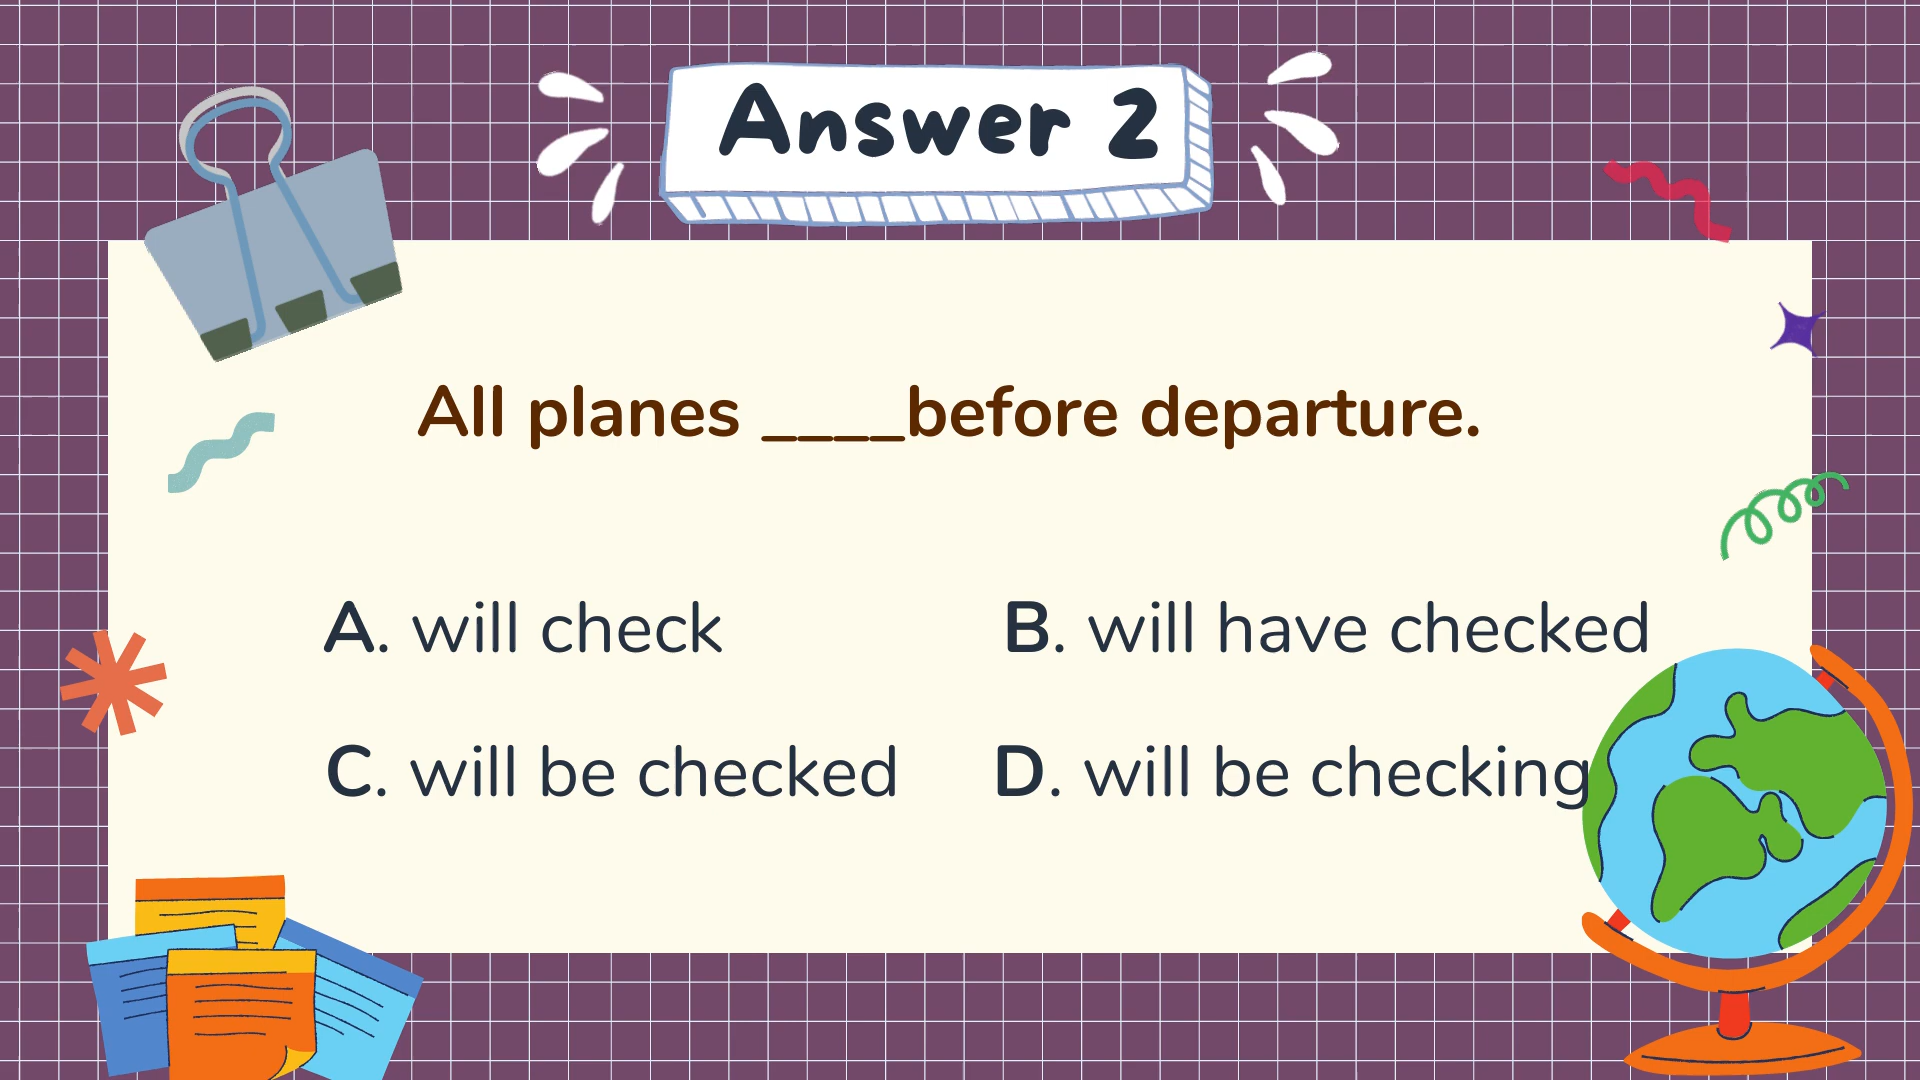 Answer 2
All planes ____before departure.
A. will check
B. will have checked
C. will be checked
D. will be checking